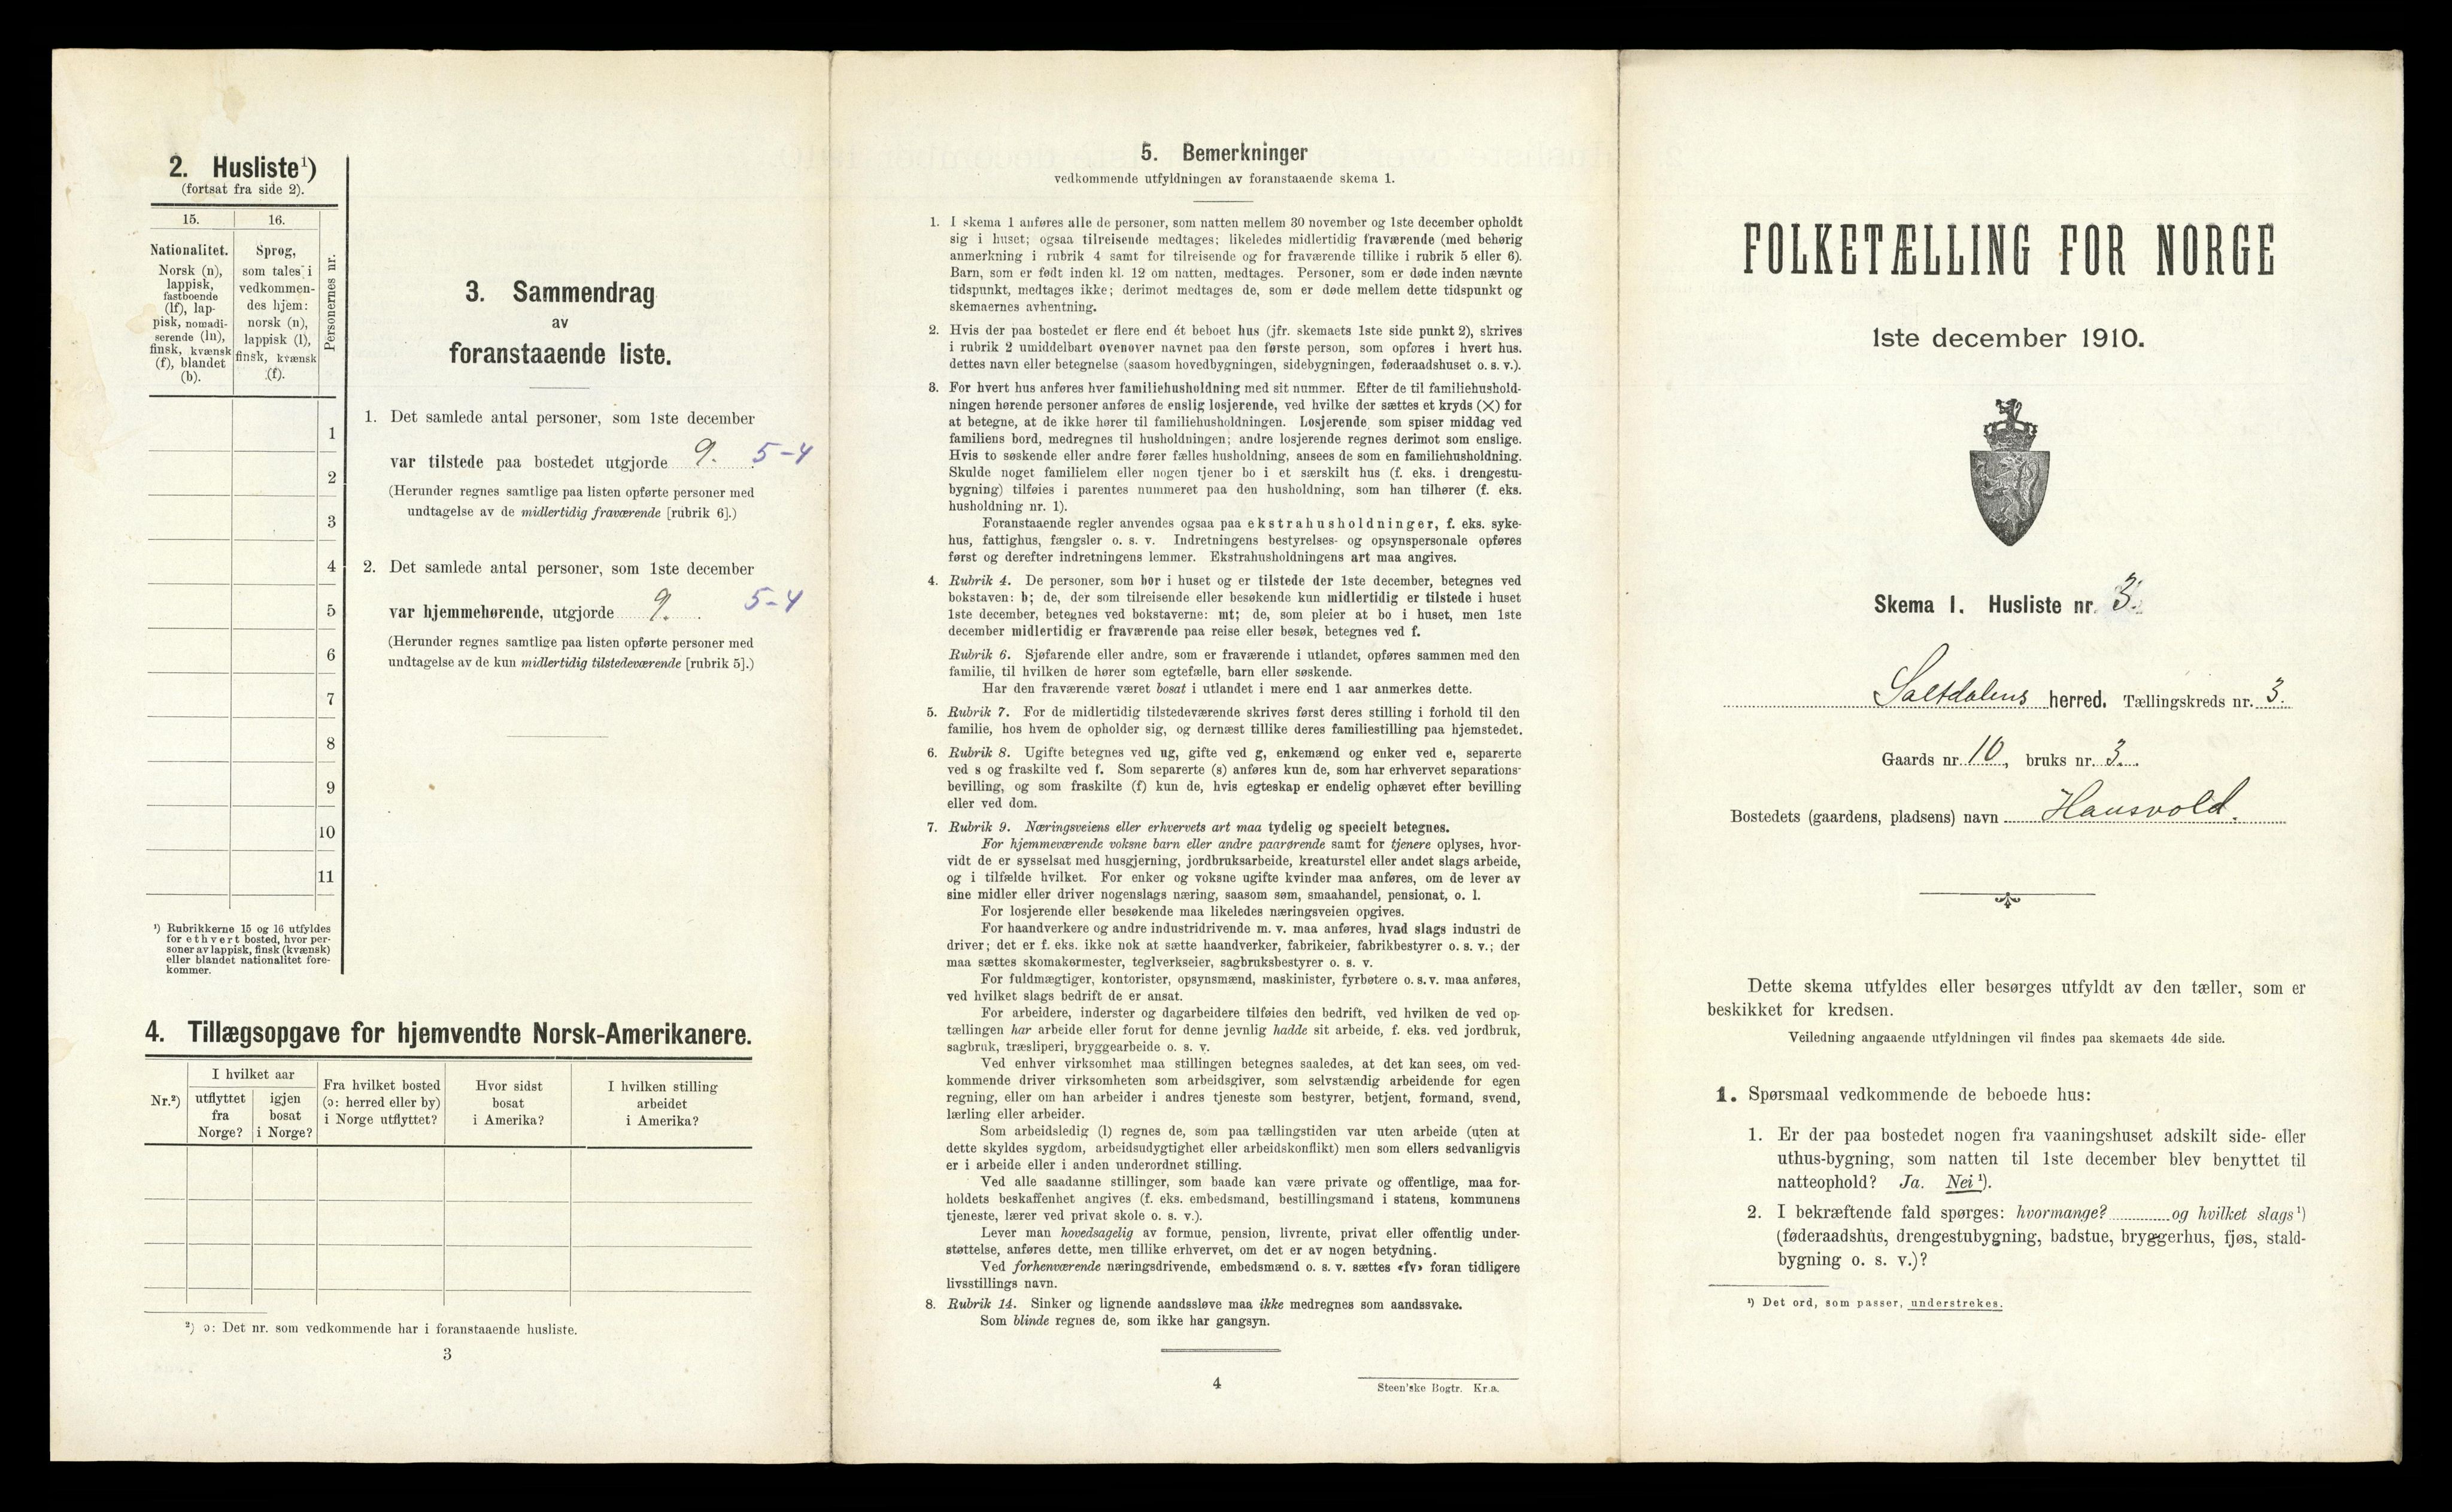 2. Husliste¹)
(fortsat fra side 2).
15. 16.
Nationalitet.
Norsk (n),
lappisk,
fastboende
(lf), lap-
pisk, nomadi-
serende (ln),
finsk, kvænsk
(f), blandet
(b).
Sprog,
som tales i
vedkommen-
des hjem:
norsk (n),
lappisk (l),
finsk, kvænsk
(f).
Personernes nr.
1
2
3
4
5
6
7
8
9
10
11
¹) Rubrikkerne 15 og 16 utfyldes
for ethvert bosted, hvor per-
soner av lappisk, finsk (kvænsk)
eller blandet nationalitet fore-
kommer.
3. Sammendrag
av
foranstaaende liste.
1. Det samlede antal personer, som 1ste december
var tilstede paa bostedet utgjorde 9. 5-4
(Herunder regnes samtlige paa listen opførte personer med
undtagelse av de midlertidig fraværende [rubrik 6].)
2. Det samlede antal personer, som 1ste december
var hjemmehørende, utgjorde 9. 5-4
(Herunder regnes samtlige paa listen opførte personer med
undtagelse av de kun midlertidig tilstedeværende [rubrik 5].)
4. Tillægsopgave for hjemvendte Norsk-Amerikanere.
Nr.²)
I hvilket aar
utflyttet
fra
Norge?
igjen
bosat
i Norge?
Fra hvilket bosted
(ɔ: herred eller by)
i Norge utflyttet?
Hvor sidst
bosat
i Amerika?
I hvilken stilling
arbeidet
i Amerika?
²) ɔ: Det nr. som vedkommende har i foranstaaende husliste.
3
5. Bemerkninger
vedkommende utfyldningen av foranstaaende skema 1.
1. I skema 1 anføres alle de personer, som natten mellem 30 november og 1ste december opholdt
sig i huset; ogsaa tilreisende medtages; likeledes midlertidig fraværende (med behørig
anmerkning i rubrik 4 samt for tilreisende og for fraværende tillike i rubrik 5 eller 6).
Barn, som er født inden kl. 12 om natten, medtages. Personer, som er døde inden nævnte
tidspunkt, medtages ikke; derimot medtages de, som er døde mellem dette tidspunkt og
skemaernes avhentning.
2. Hvis der paa bostedet er flere end ét beboet hus (jfr. skemaets 1ste side punkt 2), skrives
i rubrik 2 umiddelbart ovenover navnet paa den første person, som opføres i hvert hus.
dettes navn eller betegnelse (saasom hovedbygningen, sidebygningen, føderaadshuset o. s. v.).
3. For hvert hus anføres hver familiehusholdning med sit nummer. Efter de til familiehushold-
ningen hørende personer anføres de enslig losjerende, ved hvilke der sættes et kryds (×) for
at betegne, at de ikke hører til familiehusholdningen. Losjerende som spiser middag ved
familiens bord, medregnes til husholdningen; andre losjerende regnes derimot som enslige.
Hvis to søskende eller andre fører fælles husholdning, ansees de som en familiehusholdning.
Skulde noget familielem eller nogen tjener bo i et særskilt hus (f. eks. i drengestu-
bygning) tilføies i parentes nummeret paa den husholdning, som han tilhører (f. eks.
husholdning nr. 1).
Foranstaaende regler anvendes ogsaa paa ekstrahusholdninger, f. eks. syke-
hus, fattighus, fængsler o. s. v. Indretningens bestyrelses- og opsynspersonale opføres
først og derefter indretningens lemmer. Ekstrahusholdningens art maa angives.
4. Rubrik 4. De personer, som bor i huset og er tilstede der 1ste december, betegnes ved
bokstaven: b; de, der som tilreisende eller besøkende kun midlertidig er tilstede i huset
1ste december, betegnes ved bokstaverne: mt; de, som pleier at bo i huset, men 1ste
december midlertidig er fraværende paa reise eller besøk, betegnes ved f.
Rubrik 6. Sjøfarende eller andre, som er fraværende i utlandet, opføres sammen med den
familie, til hvilken de hører som egtefælle, barn eller søskende.
Har den fraværende været bosat i utlandet i mere end 1 aar anmerkes dette.
5. Rubrik 7. For de midlertidig tilstedeværende skrives først deres stilling i forhold til den
familie, hos hvem de opholder sig, og dernæst tillike deres familiestilling paa hjemstedet.
6. Rubrik 8. Ugifte betegnes ved ug, gifte ved g, enkemænd og enker ved e, separerte
ved s og fraskilte ved f. Som separerte (s) anføres kun de, som har erhvervet separations-
bevilling, og som fraskilte (f) kun de, hvis egteskap er endelig ophævet efter bevilling
eller ved dom.
7. Rubrik 9. Næringsveiens eller erhvervets art maa tydelig og specielt betegnes.
For hjemmeværende voksne barn eller andre paarørende samt for tjenere oplyses, hvor-
vidt de er sysselsat med husgjerning, jordbruksarbeide, kreaturstel eller andet slags arbeide,
og i tilfælde hvilket. For enker og voksne ugifte kvinder maa anføres, om de lever av
sine midler eller driver nogenslags næring, saasom søm, smaahandel, pensionat, o. l.
For losjerende eller besøkende maa likeledes næringsveien opgives.
For haandverkere og andre industridrivende m. v. maa anføres, hvad slags industri de
driver; det er f. eks. ikke nok at sætte haandverker, fabrikeier, fabrikbestyrer o. s. v.; der
maa sættes skomakermester, teglverkseier, sagbruksbestyrer o. s. v.
For fuldmægtiger, kontorister, opsynsmænd, maskinister, fyrbøtere o. s. v. maa anføres,
ved hvilket slags bedrift de er ansat.
For arbeidere, inderster og dagarbeidere tilføies den bedrift, ved hvilken de ved op-
tællingen har arbeide eller forut for denne jevnlig hadde sit arbeide, f. eks. ved jordbruk,
sagbruk, træsliperi, bryggearbeide o. s. v.
Ved enhver virksomhet maa stillingen betegnes saaledes, at det kan sees, om ved-
kommende driver virksomheten som arbeidsgiver, som selvstændig arbeidende for egen
regning, eller om han arbeider i andres tjeneste som bestyrer, betjent, formand, svend,
lærling eller arbeider.
Som arbeidsledig (l) regnes de, som paa tællingstiden var uten arbeide (uten at
dette skyldes sygdom, arbeidsudygtighet eller arbeidskonflikt) men som ellers sedvanligvis
er i arbeide eller i anden underordnet stilling.
Ved alle saadanne stillinger, som baade kan være private og offentlige, maa for-
holdets beskaffenhet angives (f. eks. embedsmand, bestillingsmand i statens, kommunens
tjeneste, lærer ved privat skole o. s. v.).
Lever man hovedsagelig av formue, pension, livrente, privat eller offentlig under-
støttelse, anføres dette, men tillike erhvervet, om det er av nogen betydning.
Ved forhenværende næringsdrivende, embedsmænd o. s. v. sættes «fv» foran tidligere
livsstillings navn.
8. Rubrik 14. Sinker og lignende aandssløve maa ikke medregnes som aandssvake.
Som blinde regnes de, som ikke har gangsyn.
4
Steen'ske Bogtr. Kr.a.
FOLKETÆLLING FOR NORGE
1ste december 1910.
Skema 1. Husliste nr. 3.
Saltdalens herred. Tællingskreds nr. 3.
Gaards nr. 10, bruks nr. 3.
Bostedets (gaardens, pladsens) navn Hausvold.
Dette skema utfyldes eller besørges utfyldt av den tæller, som er
beskikket for kredsen.
Veiledning angaaende utfyldningen vil findes paa skemaets 4de side.
1. Spørsmaal vedkommende de beboede hus:
1. Er der paa bostedet nogen fra vaaningshuset adskilt side- eller
uthus-bygning, som natten til 1ste december blev benyttet til
natteophold? Ja. Nei¹).
2. I bekræftende fald spørges: hvormange? og hvilket slags¹)
(føderaadshus, drengestubygning, badstue, bryggerhus, fjøs, stald-
bygning o. s. v.)?
¹) Det ord, som passer, understrekes.